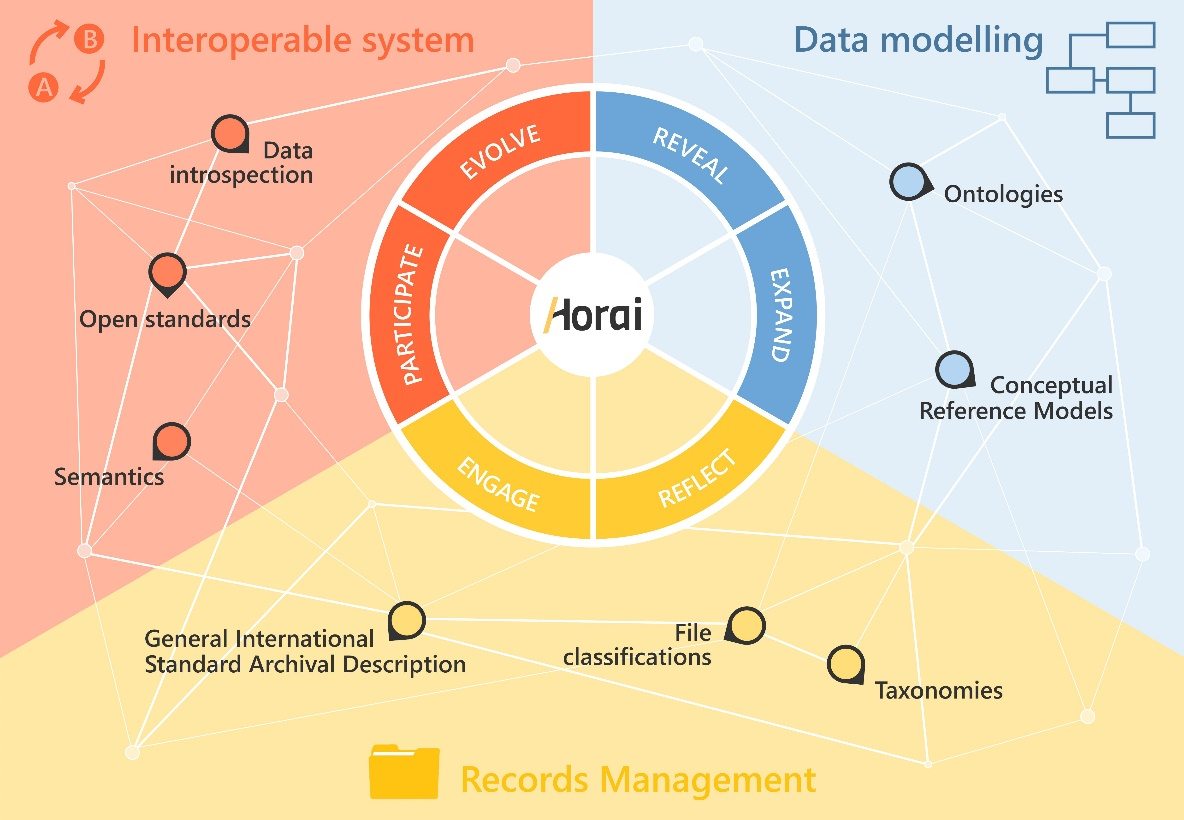 A
B
Interoperable system
Data modelling
EVOLVE
REVEAL
Data
introspection
Ontologies
PARTICIPATE
EXPAND
Horai
Open standards
Conceptual
Reference Models
Semantics
ENGAGE
REFLECT
General International
Standard Archival Description
File
classifications
Taxonomies
Records Management